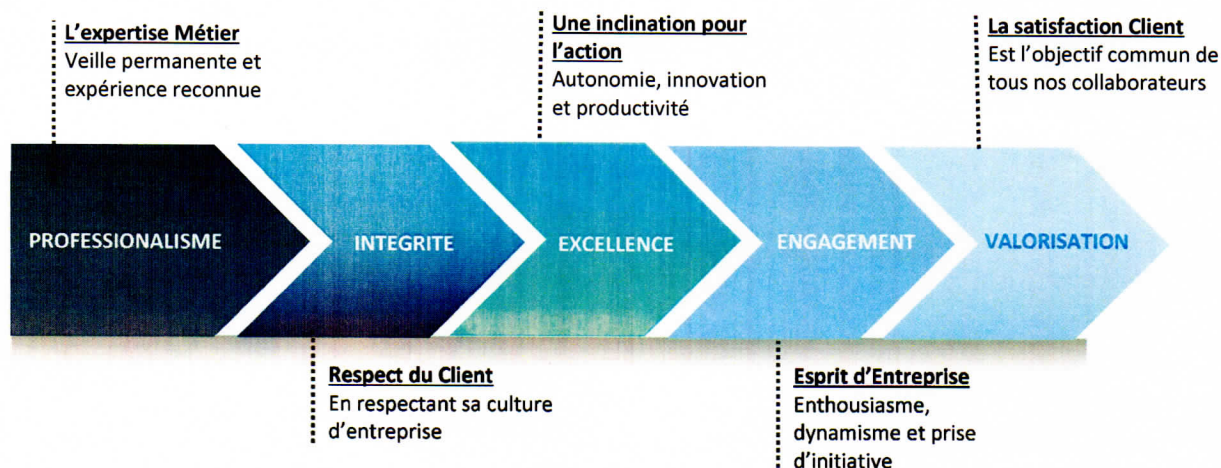 L'expertise Métier
Veille permanente et
expérience reconnue
Une inclination pour
l'action
Autonomie, innovation
et productivité
La satisfaction Client
Est l'objectif commun de
tous nos collaborateurs
PROFESSIONALISME
INTEGRITE
EXCELLENCE
ENGAGEMENT
VALORISATION
Respect du Client
En respectant sa culture
d'entreprise
Esprit d'Entreprise
Enthousiasme,
dynamisme et prise
d'initiative